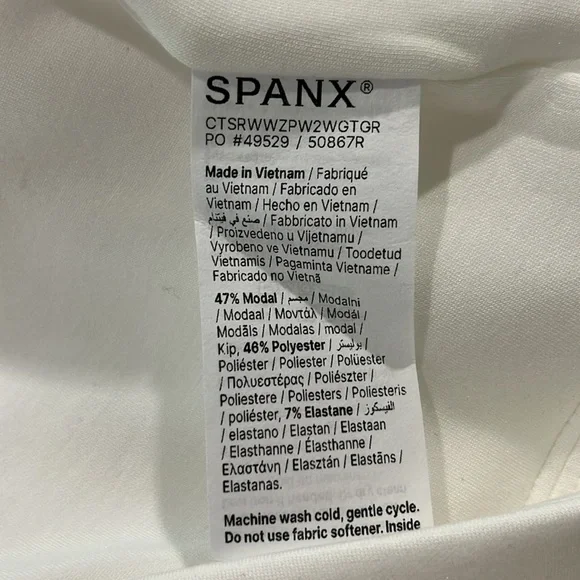 SPANX®
CTSRWWZPW2WGTGR
PO #49529 / 50867R
Made in Vietnam / Fabriqué
au Vietnam / Fabricado en
Vietnam / Hecho en Vietnam /
صنع في فيتنام / Fabbricato in Vietnam
/ Proizvedeno u Vijetnamu /
Vyrobeno ve Vietnamu / Toodetud
Vietnamis / Pagaminta Vietname /
Fabricado no Vietnã
47% Modal / مجسم / Modalni
/ Modaal / Μοντάλ / Modál /
Modāls / Modalas / modal /
Kip, 46% Polyester / بوليستر /
Poliéster / Poliester / Polüester
/ Πολυεστέρας / Poliészter /
Poliestere / Poliesters / Poliesteris
/ poliéster, 7% Elastane / الفيسكوز
/ elastano / Elastan / Elastaan
/ Elasthanne / Élasthanne /
Ελαστάνη / Elasztán / Elastāns /
Elastanas.
Machine wash cold, gentle cycle.
Do not use fabric softener. Inside